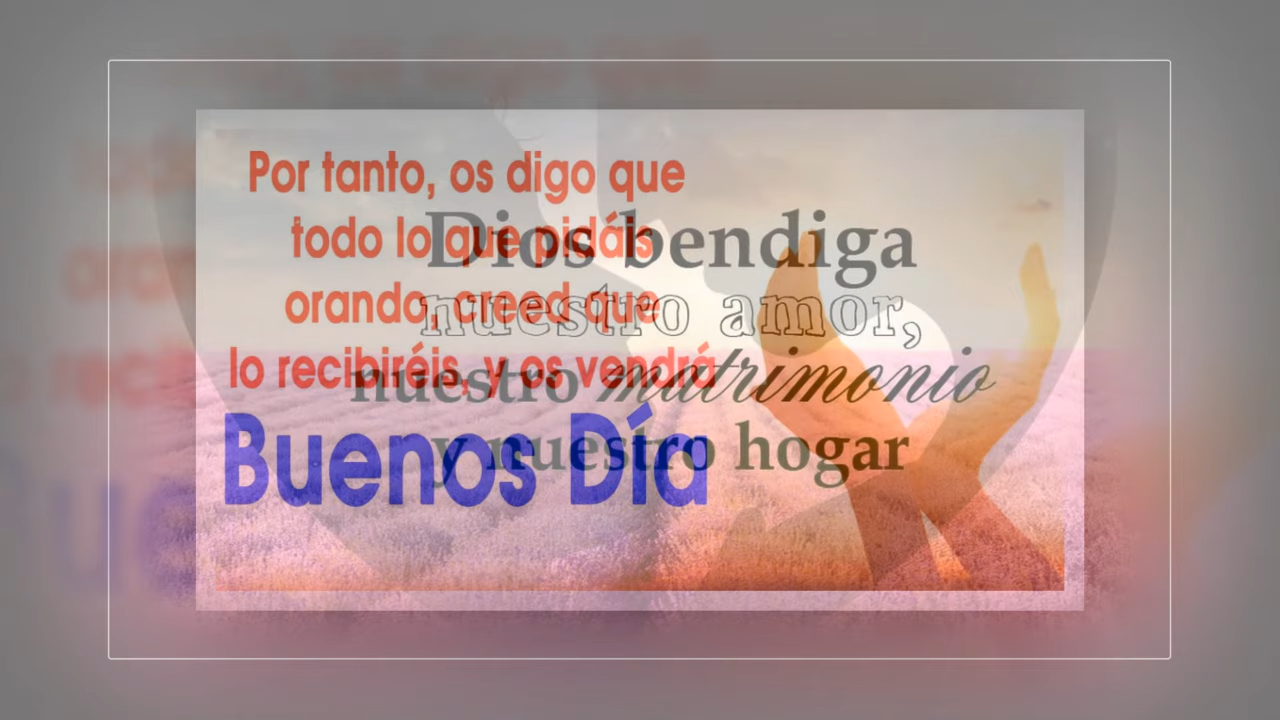 Por tanto, os digo que
todo lo que pidáis
orando, creed que
lo recibiréis, y os vendrá
Buenos Día
Dios bendiga
nuestro amor,
nuestro matrimonio
y nuestro hogar